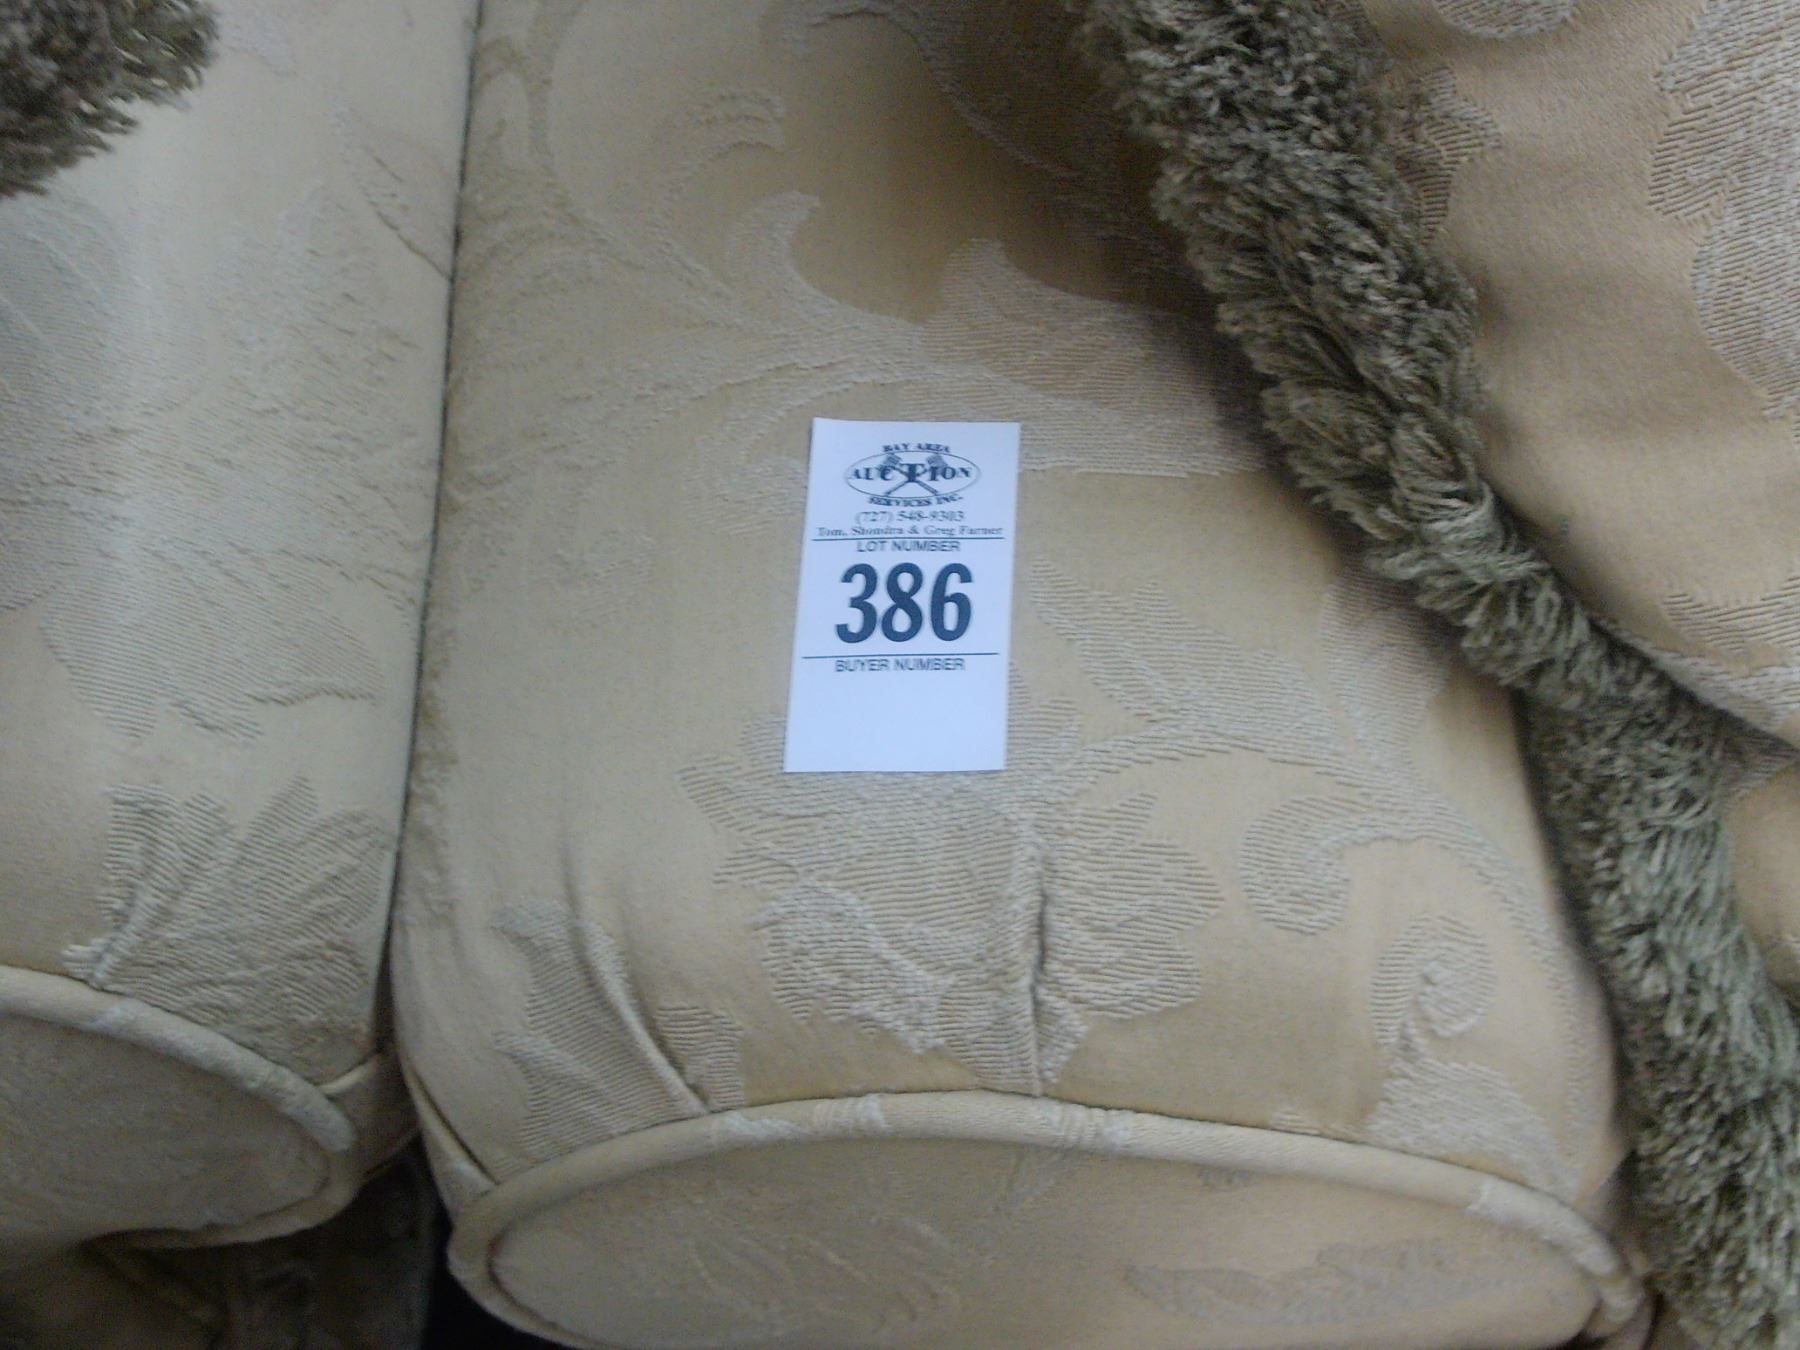 BAY AREA
AUCTION
SERVICES INC.
(727) 548-9303
Tom, Shondra & Greg Farner
LOT NUMBER
386
BUYER NUMBER